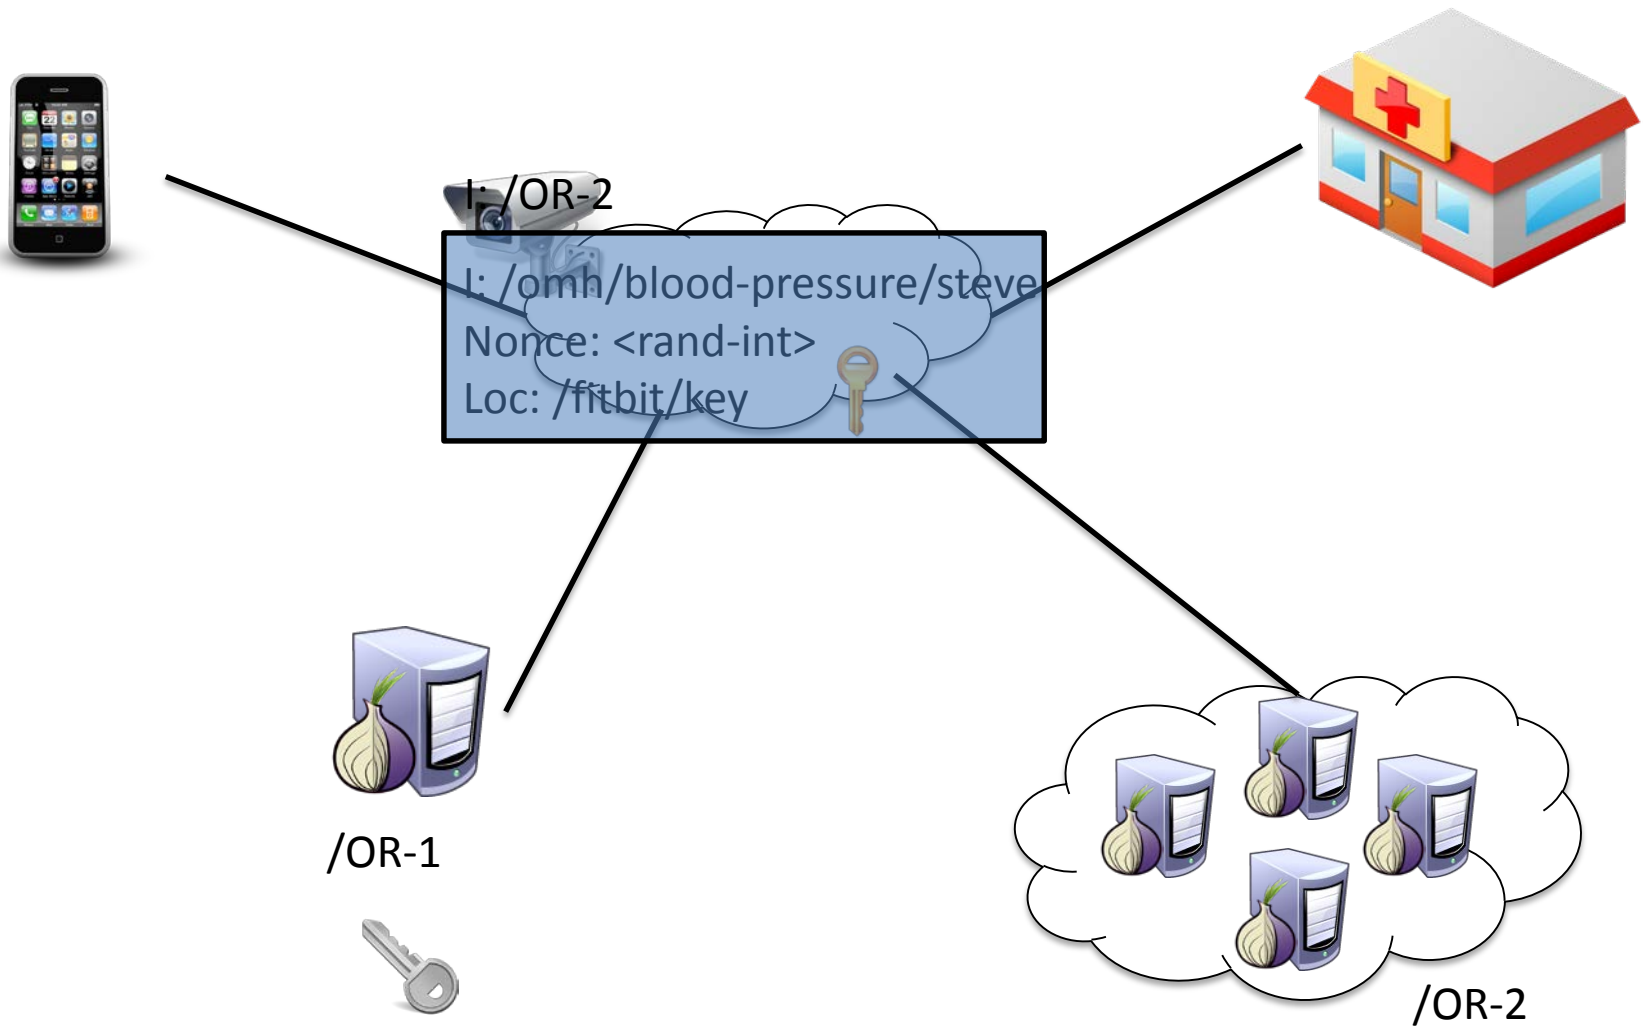 I: /OR-2
I: /omh/blood-pressure/steve
Nonce: <rand-int>
Loc: /fitbit/key
/OR-1
/OR-2